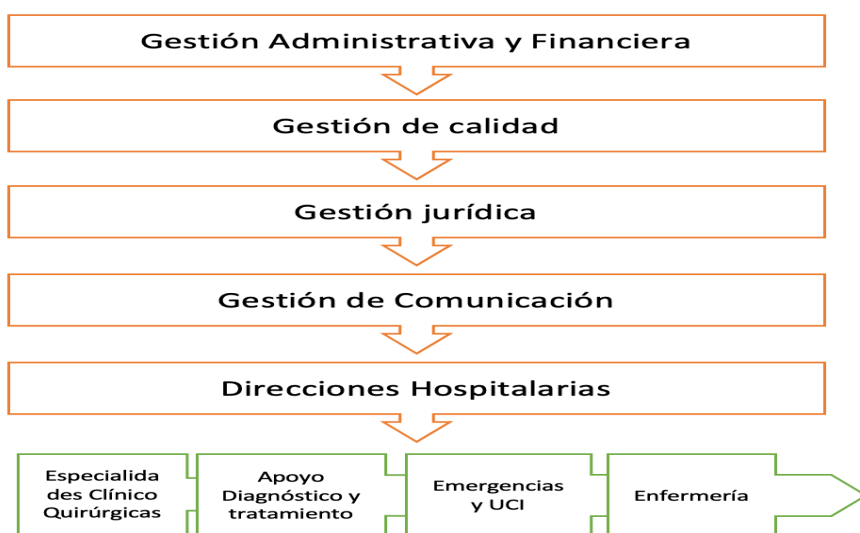 Gestión Administrativa y Financiera
Gestión de calidad
Gestión jurídica
Gestión de Comunicación
Direcciones Hospitalarias
Especialida
des Clínico
Quirúrgicas
Apoyo
Diagnóstico y
tratamiento
Emergencias
y UCI
Enfermería